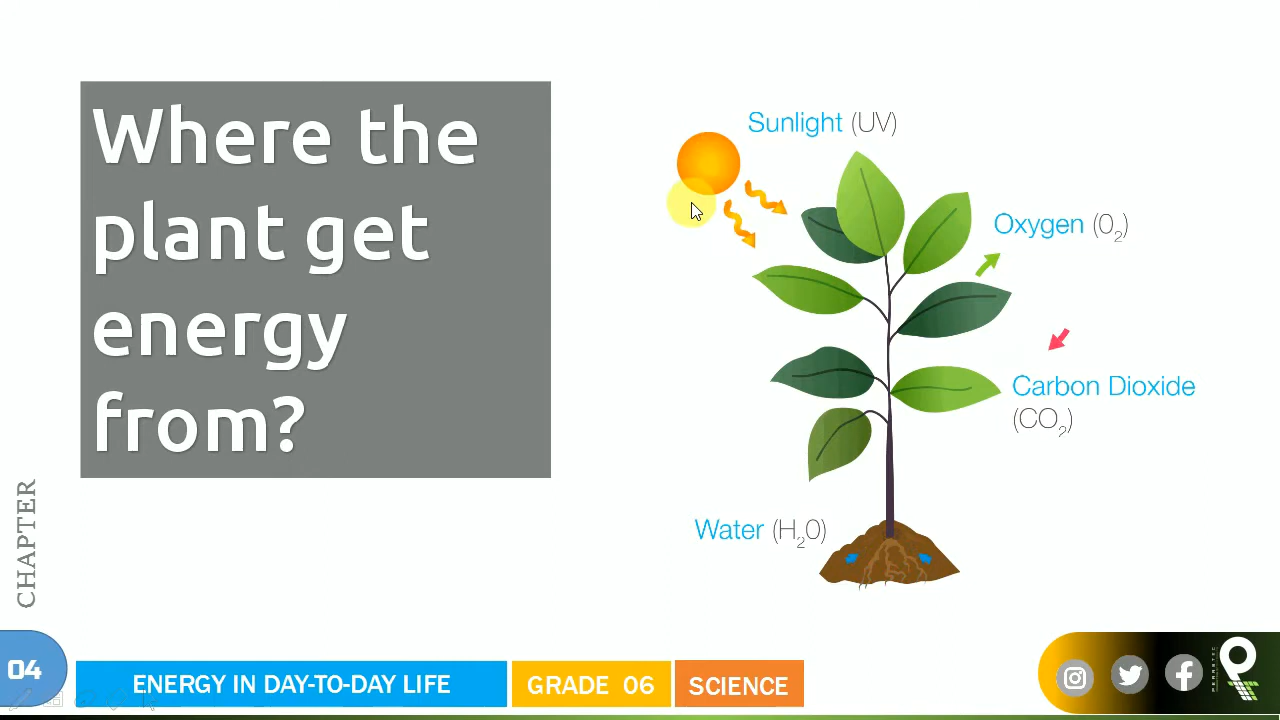 Where the
plant get
energy
from?
Sunlight (UV)
Oxygen (0₂)
Carbon Dioxide
(CO₂)
Water (H₂0)
CHAPTER
04
ENERGY IN DAY-TO-DAY LIFE
GRADE 06
SCIENCE